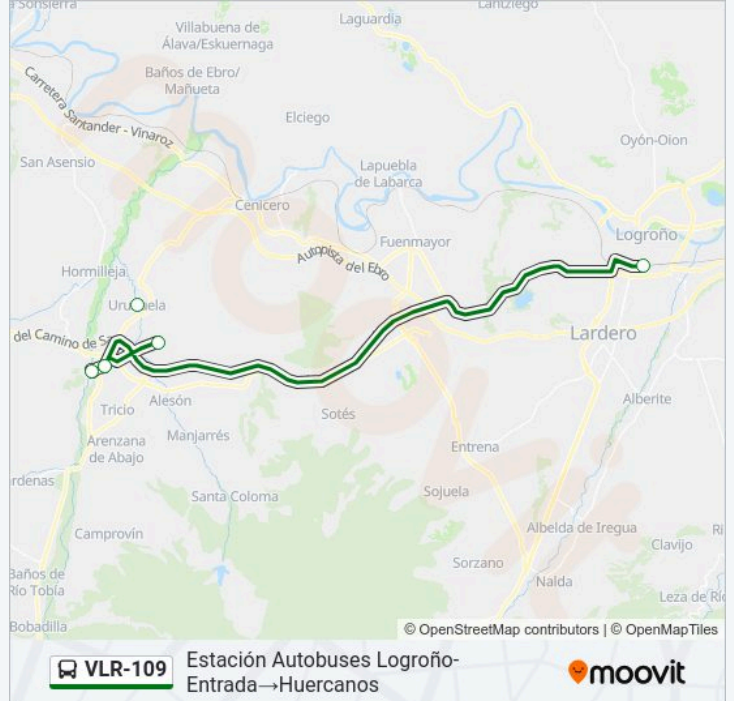 n Sonsierra
Lantziego
Laguardia
Villabuena de
Álava/Eskuernaga
Baños de Ebro/
Mañueta
Carretera Santander - Vinaroz
Elciego
Oyón-Oion
San Asensio
Lapuebla
de Labarca
Cenicero
Logroño
Fuenmayor
Autopista del Ebro
Hormilleja
Uruñuela
Lardero
del Camino de Sa
Alesón
Tricio
Sotés
Alberite
Manjarrés
Arenzana
de Abajo
Entrena
rdenas
Santa Coloma
Sojuela
Albelda de Iregua
Camprovín
Ri
Clavijo
Sorzano
Baños de
Río Tobía
Nalda
Leza de Río
Bobadilla
© OpenStreetMap contributors | © OpenMapTiles
VLR-109
Estación Autobuses Logroño-
Entrada→Huercanos
moovit